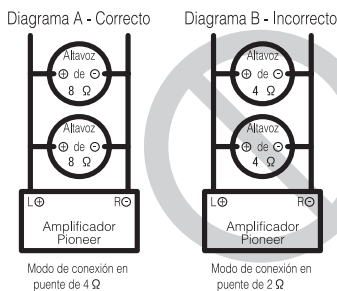 Diagrama A - Correcto
Altavoz
⊕ de ⊖
8 Ω
Altavoz
⊕ de ⊖
8 Ω
L⊕ R⊖
Amplificador
Pioneer
Modo de conexión en
puente de 4 Ω
Diagrama B - Incorrecto
Altavoz
⊕ de ⊖
4 Ω
Altavoz
⊕ de ⊖
4 Ω
L⊕ R⊖
Amplificador
Pioneer
Modo de conexión en
puente de 2 Ω